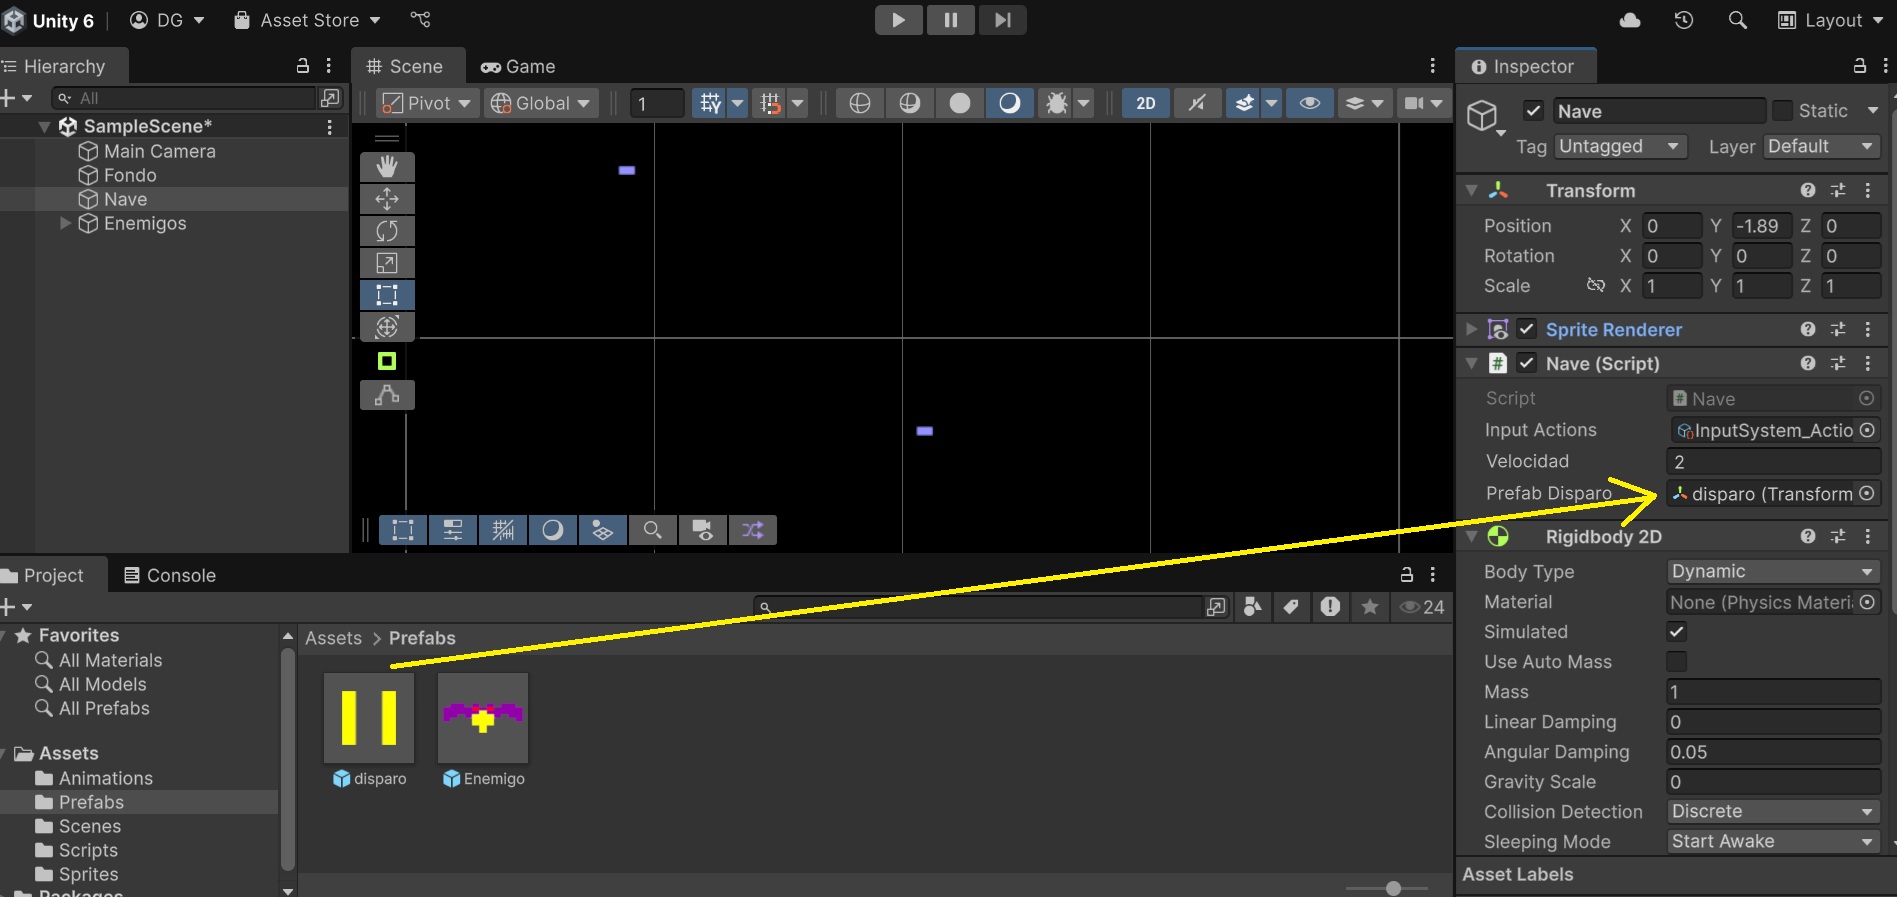 Unity 6
DG
Asset Store
Layout
Hierarchy
All
SampleScene*
Main Camera
Fondo
Nave
Enemigos
Scene
Game
Pivot
Global
1
2D
Project
Console
24
Favorites
All Materials
All Models
All Prefabs
Assets
Animations
Prefabs
Scenes
Scripts
Sprites
Packages
Assets > Prefabs
disparo
Enemigo
Inspector
Nave
Static
Tag Untagged Layer Default
Transform
Position X 0 Y -1.89 Z 0
Rotation X 0 Y 0 Z 0
Scale X 1 Y 1 Z 1
Sprite Renderer
Nave (Script)
Script Nave
Input Actions InputSystem_Actio
Velocidad 2
Prefab Disparo disparo (Transform
Rigidbody 2D
Body Type Dynamic
Material None (Physics Materi
Simulated
Use Auto Mass
Mass 1
Linear Damping 0
Angular Damping 0.05
Gravity Scale 0
Collision Detection Discrete
Sleeping Mode Start Awake
Asset Labels